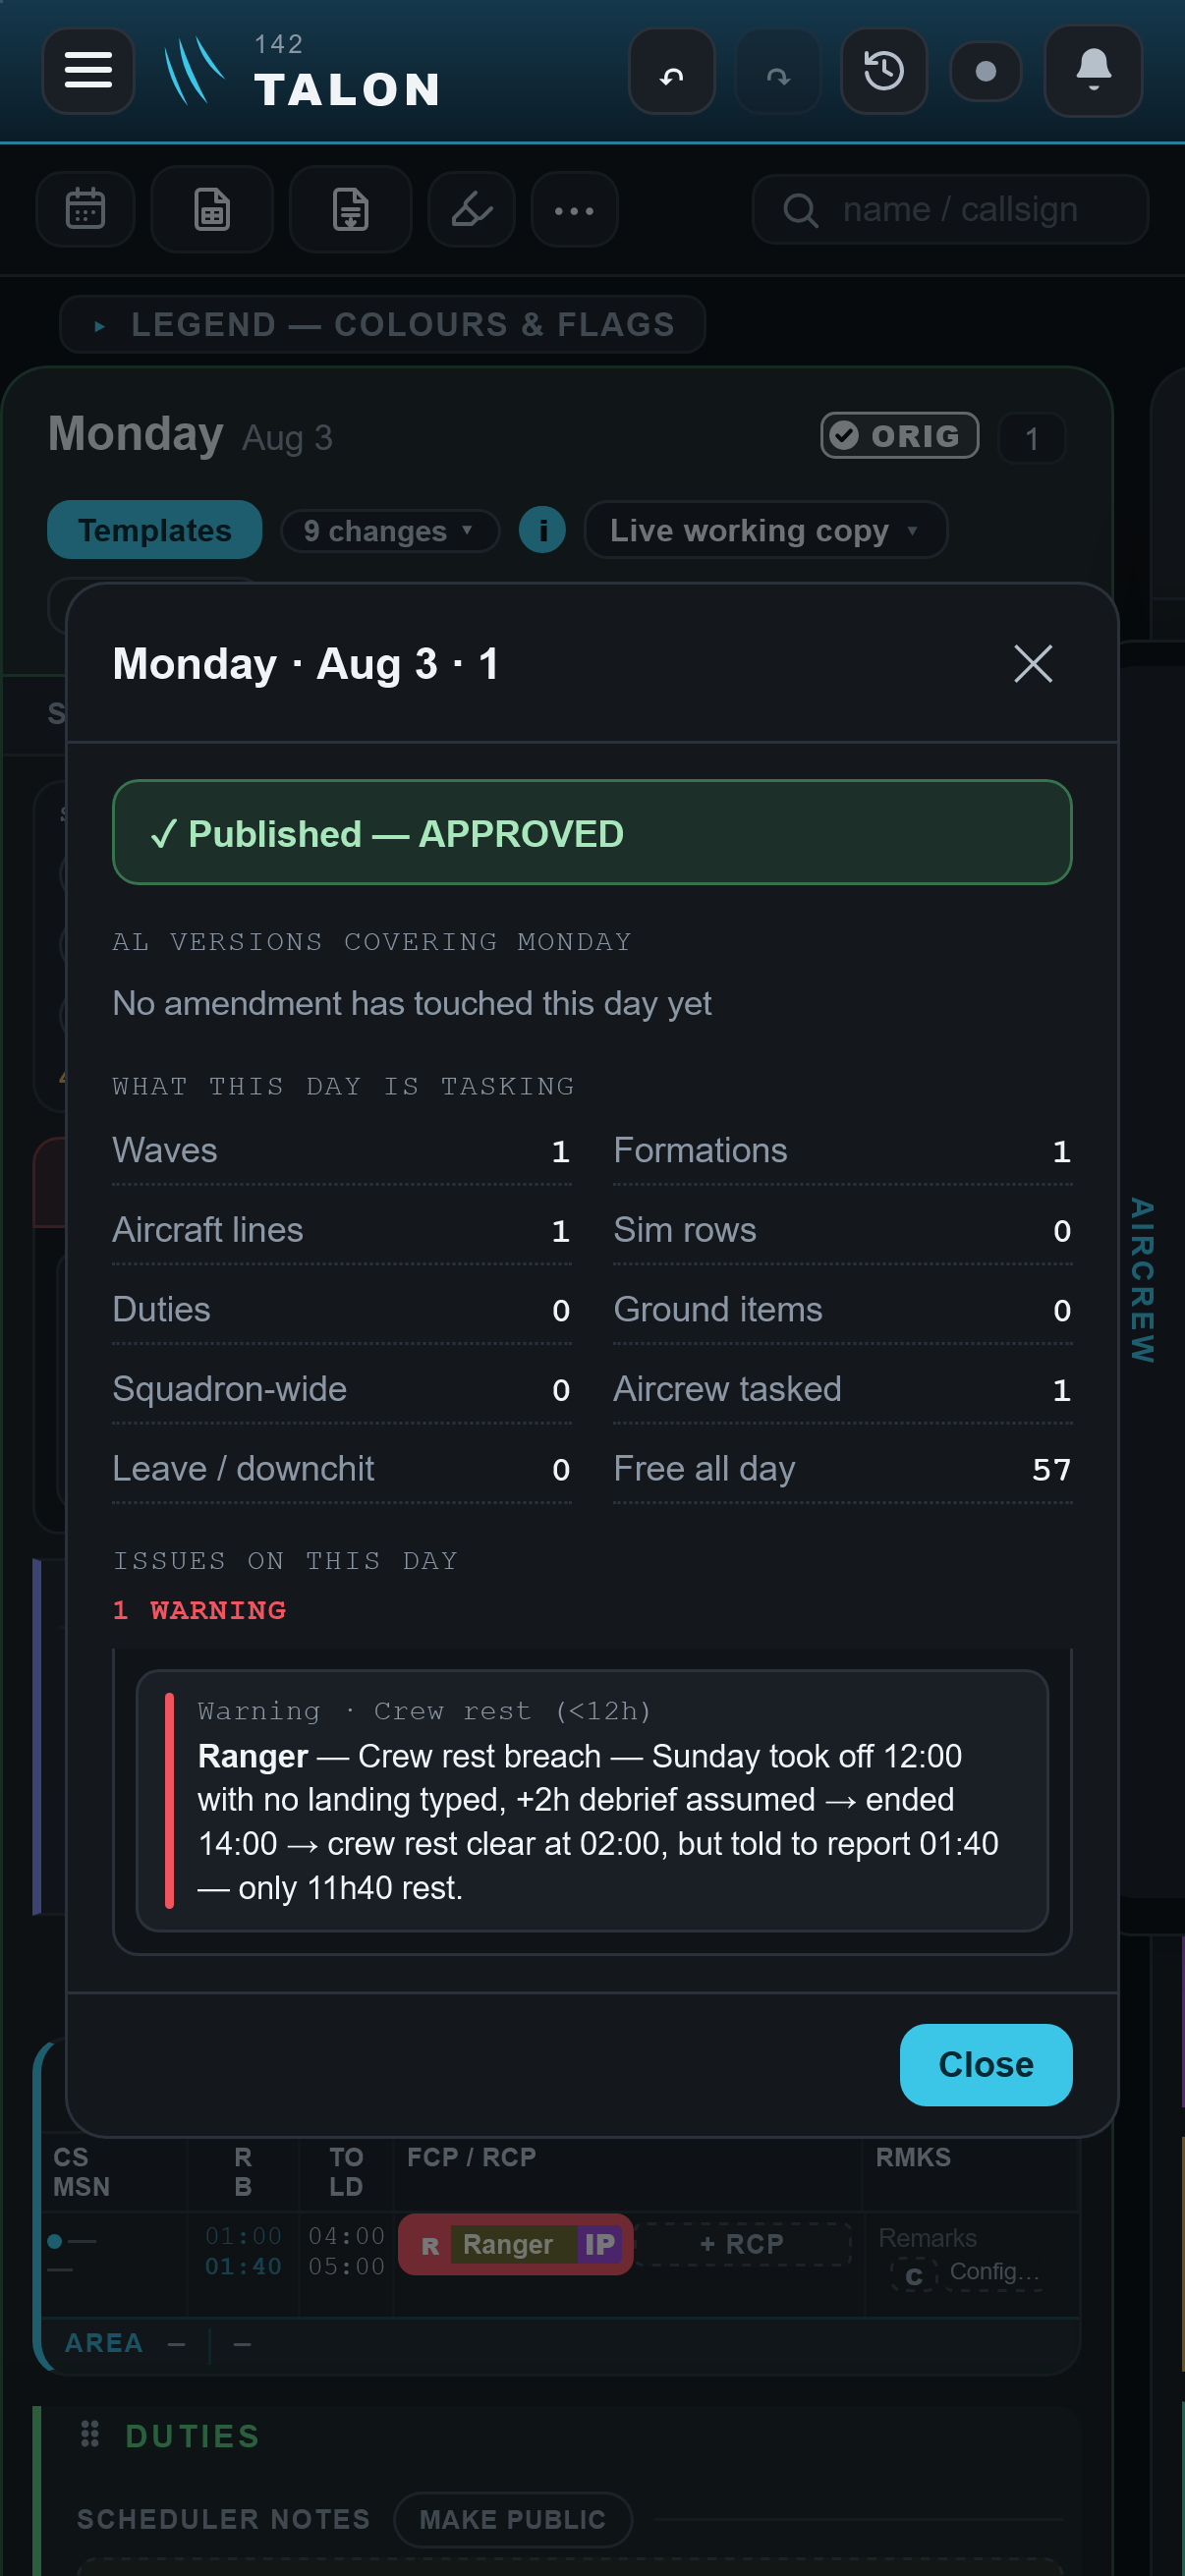 142
TALON
name / callsign
▸ LEGEND — COLOURS & FLAGS
Monday Aug 3
ORIG 1
Templates 9 changes ▾ i Live working copy ▾
Monday · Aug 3 · 1
✓ Published — APPROVED
AL VERSIONS COVERING MONDAY
No amendment has touched this day yet
WHAT THIS DAY IS TASKING
Waves 1 Formations 1
Aircraft lines 1 Sim rows 0
Duties 0 Ground items 0
Squadron-wide 0 Aircrew tasked 1
Leave / downchit 0 Free all day 57
ISSUES ON THIS DAY
1 WARNING
Warning · Crew rest (<12h)
Ranger — Crew rest breach — Sunday took off 12:00
with no landing typed, +2h debrief assumed → ended
14:00 → crew rest clear at 02:00, but told to report 01:40
— only 11h40 rest.
Close
AIRCREW
CS R TO FCP / RCP RMKS
MSN B LD
— 01:00 04:00 R Ranger IP + RCP Remarks
— 01:40 05:00 C Config…
AREA — —
DUTIES
SCHEDULER NOTES MAKE PUBLIC